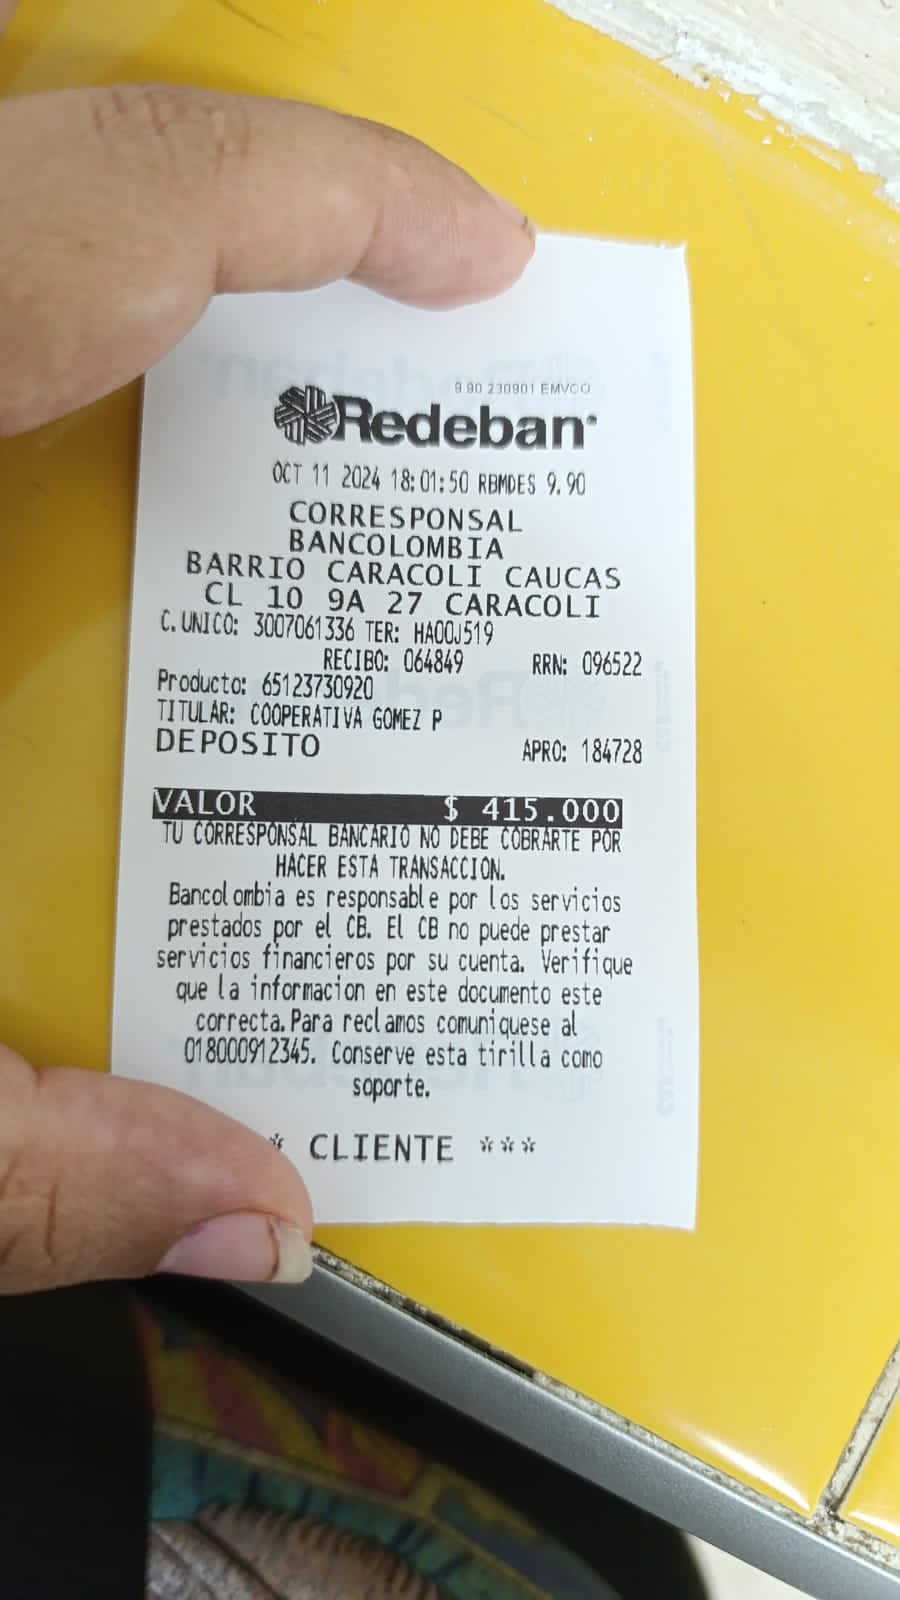 9.90 230901 EMVCO
Redeban
OCT 11 2024 18:01:50 RBMDES 9.90
CORRESPONSAL
BANCOLOMBIA
BARRIO CARACOLI CAUCAS
CL 10 9A 27 CARACOLI
C.UNICO: 3007061336 TER: HA00J519
RECIBO: 064849 RRN: 096522
Producto: 65123730920
TITULAR: COOPERATIVA GOMEZ P
DEPOSITO APRO: 184728
VALOR $ 415.000
TU CORRESPONSAL BANCARIO NO DEBE COBRARTE POR
HACER ESTA TRANSACCION.
Bancolombia es responsable por los servicios
prestados por el CB. El CB no puede prestar
servicios financieros por su cuenta. Verifique
que la informacion en este documento este
correcta.Para reclamos comuniquese al
018000912345. Conserve esta tirilla como
soporte.
* CLIENTE ***